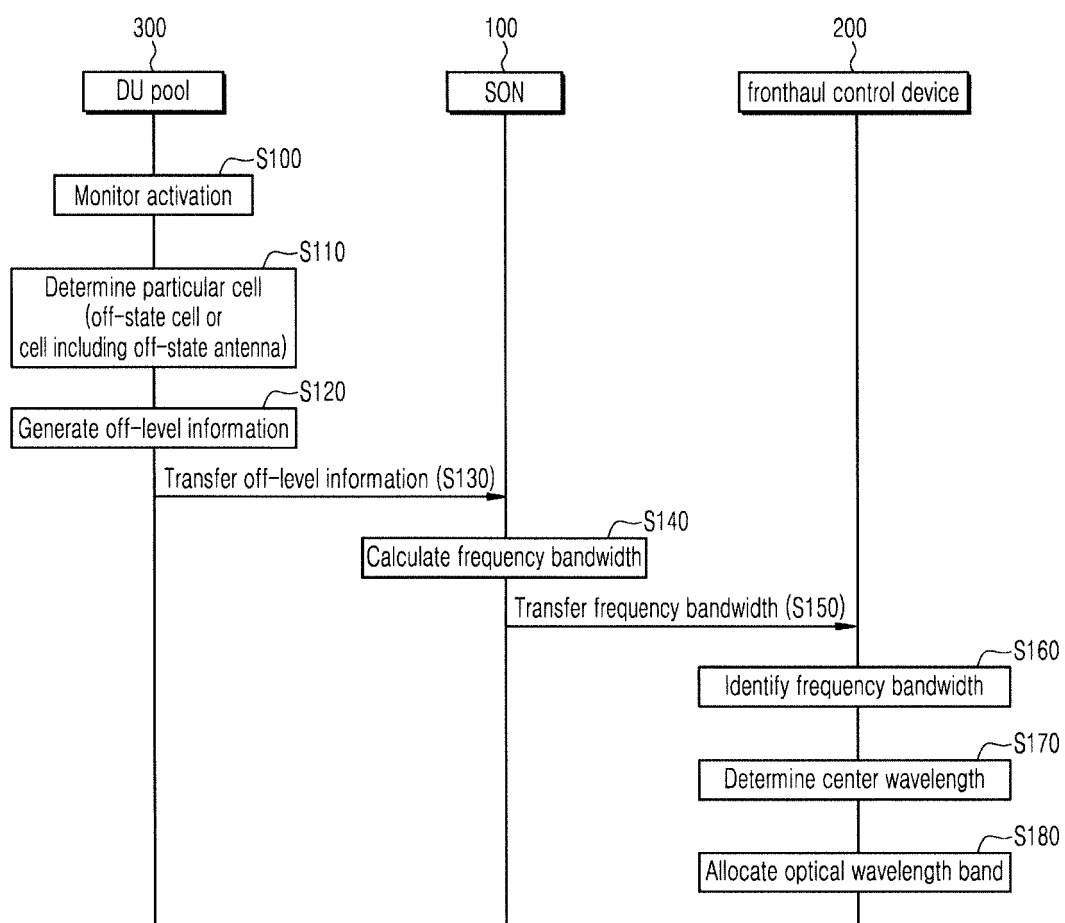 300
100
200
DU pool
SON
fronthaul control device
S100
Monitor activation
S110
Determine particular cell
(off-state cell or
cell including off-state antenna)
S120
Generate off-level information
Transfer off-level information (S130)
S140
Calculate frequency bandwidth
Transfer frequency bandwidth (S150)
S160
Identify frequency bandwidth
S170
Determine center wavelength
S180
Allocate optical wavelength band